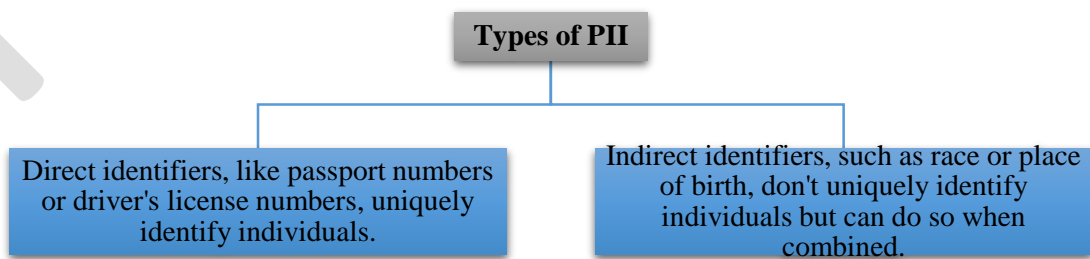 Types of PII
Direct identifiers, like passport numbers
or driver's license numbers, uniquely
identify individuals.
Indirect identifiers, such as race or place
of birth, don't uniquely identify
individuals but can do so when
combined.